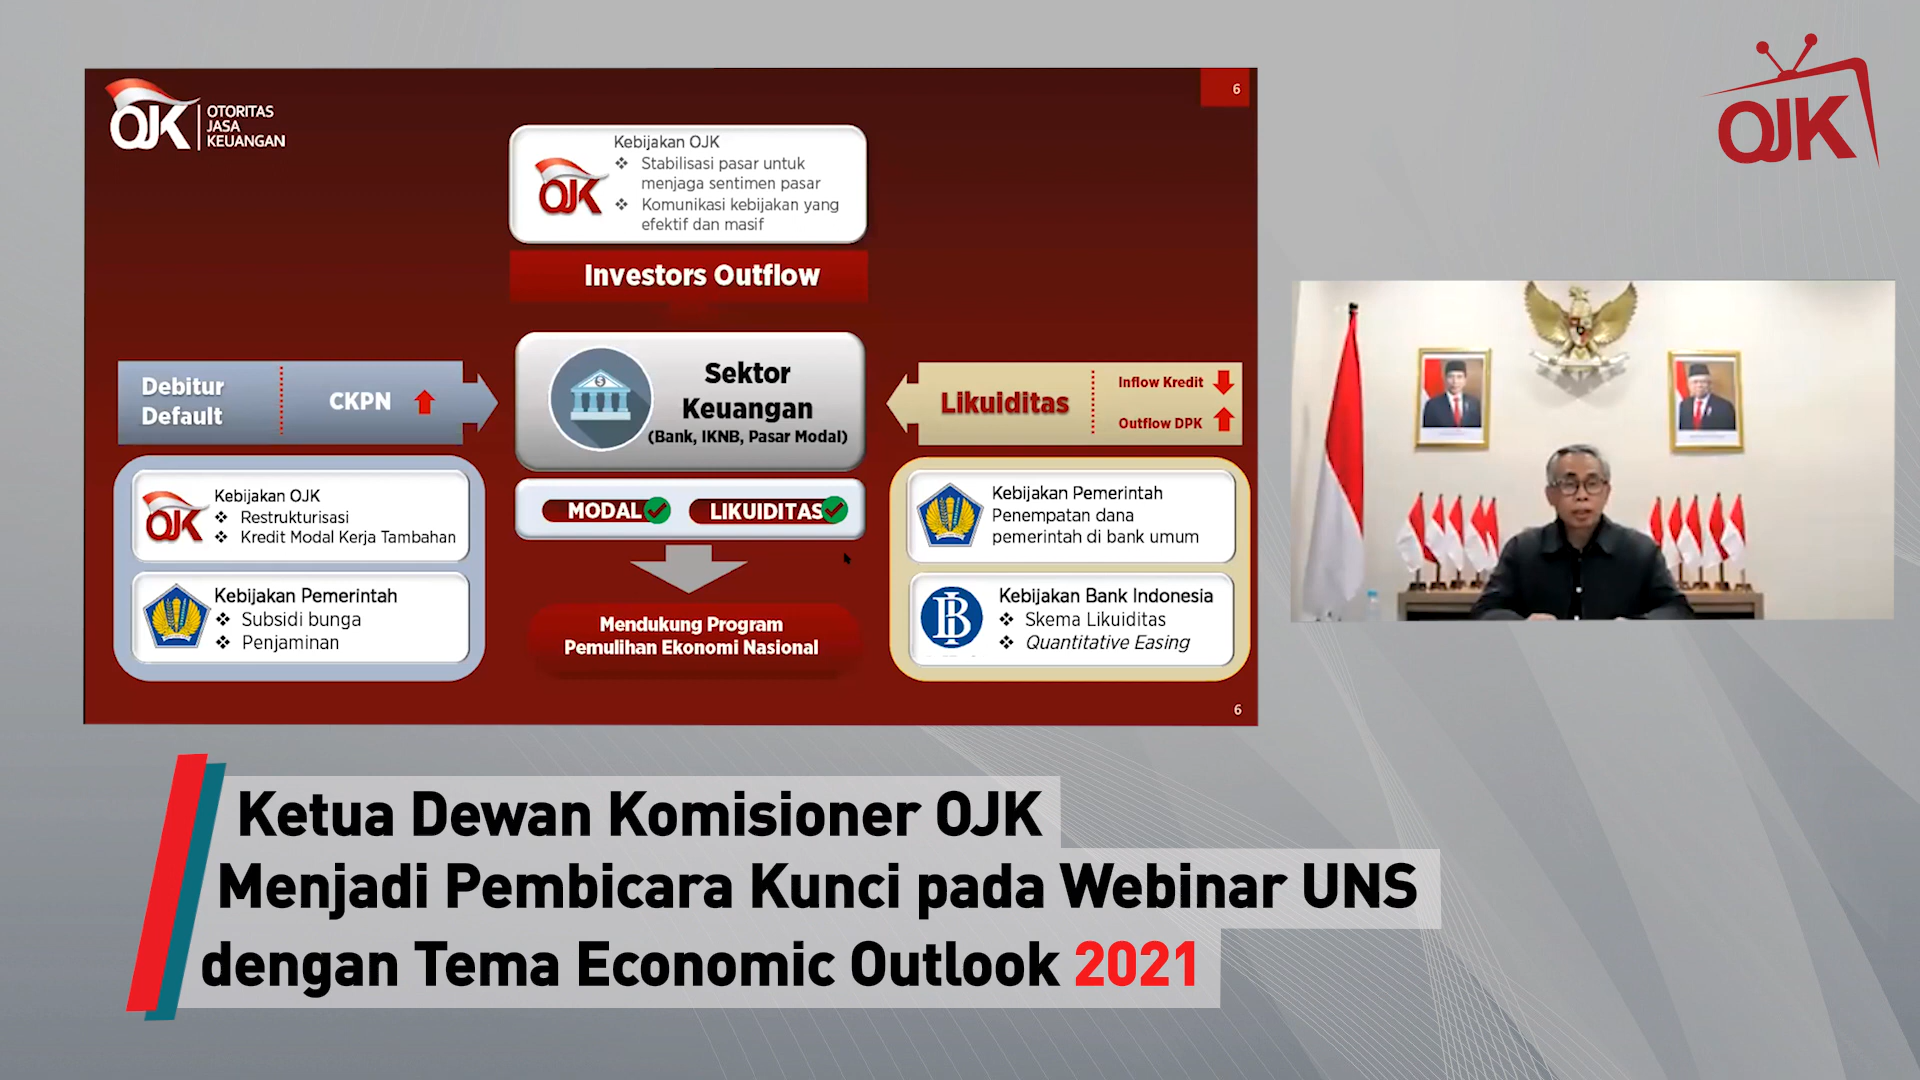 OJK
OTORITAS
JASA
KEUANGAN
6
OJK
Kebijakan OJK
❖ Stabilisasi pasar untuk
menjaga sentimen pasar
❖ Komunikasi kebijakan yang
efektif dan masif
OJK
Investors Outflow
Debitur
Default
CKPN
Sektor
Keuangan
(Bank, IKNB, Pasar Modal)
Likuiditas
Inflow Kredit
Outflow DPK
OJK
Kebijakan OJK
❖ Restrukturisasi
❖ Kredit Modal Kerja Tambahan
Kebijakan Pemerintah
❖ Subsidi bunga
❖ Penjaminan
MODAL
LIKUIDITAS
Mendukung Program
Pemulihan Ekonomi Nasional
Kebijakan Pemerintah
Penempatan dana
pemerintah di bank umum
Kebijakan Bank Indonesia
❖ Skema Likuiditas
❖ Quantitative Easing
6
Ketua Dewan Komisioner OJK
Menjadi Pembicara Kunci pada Webinar UNS
dengan Tema Economic Outlook 2021